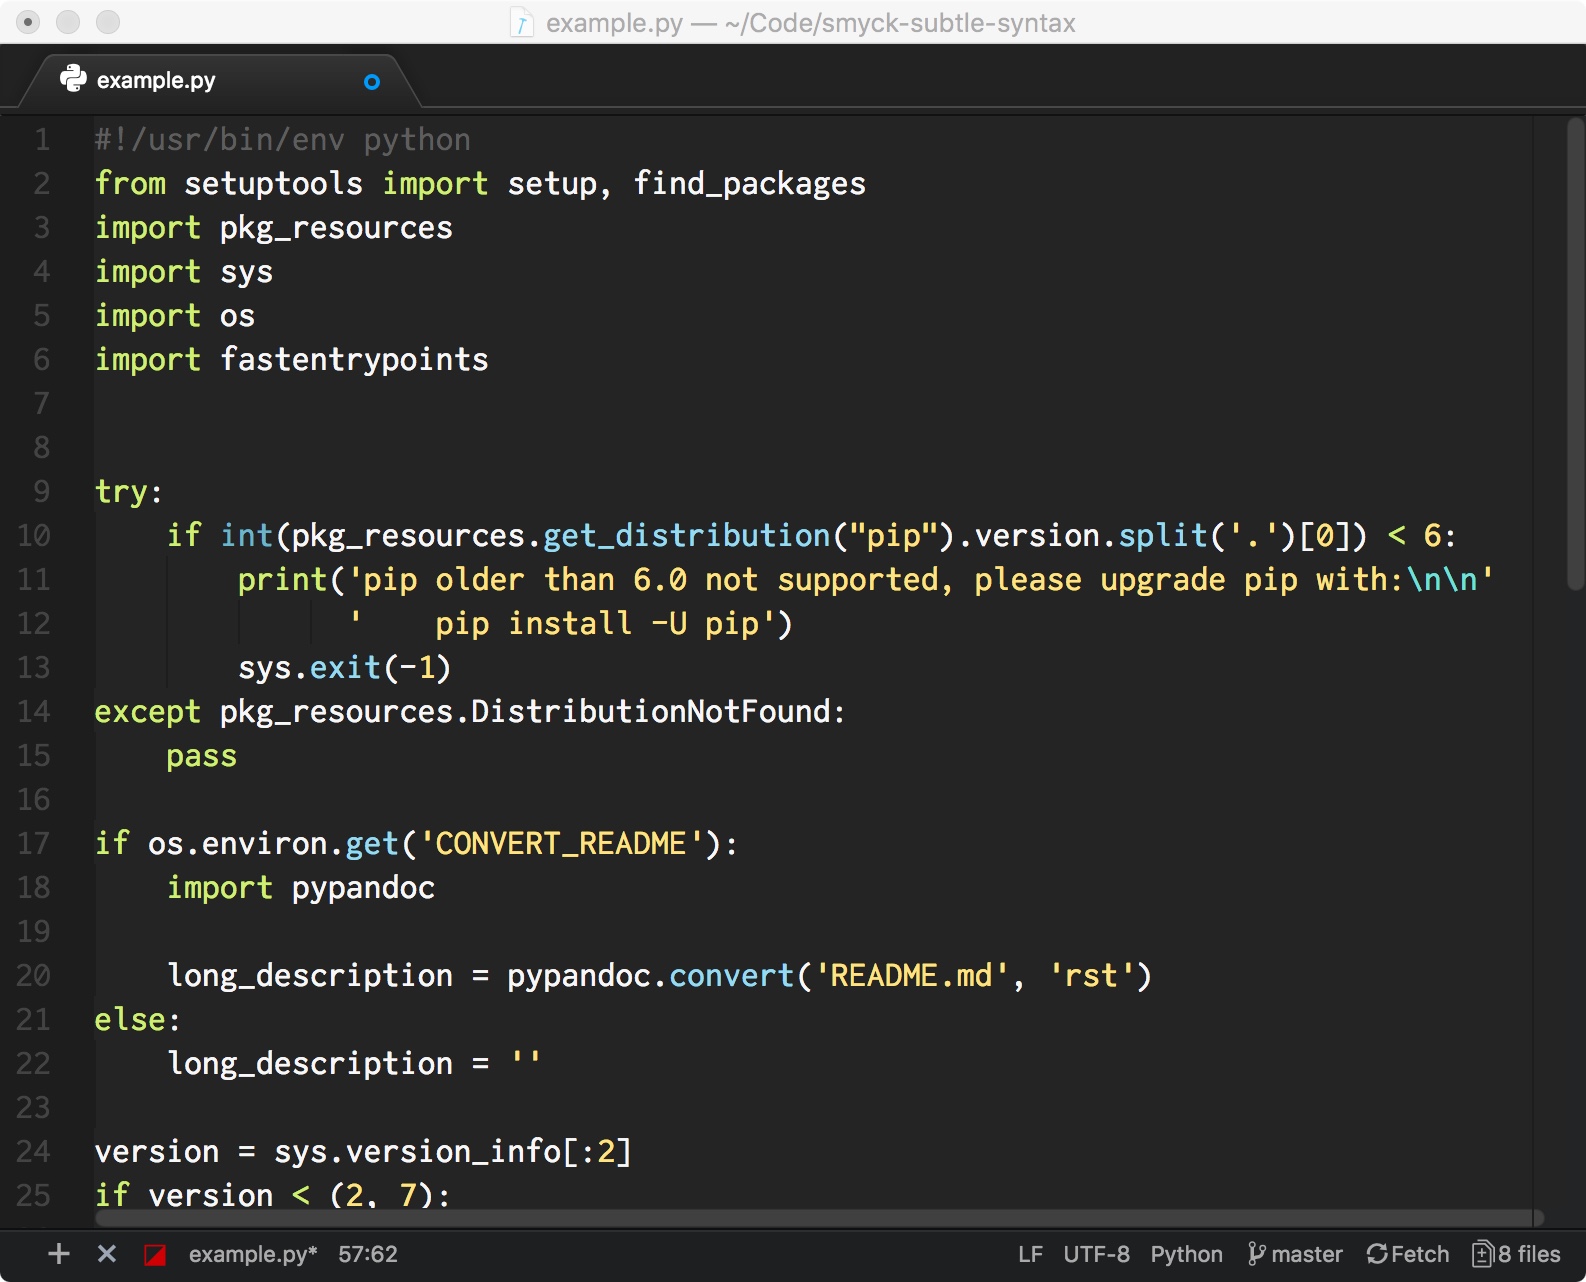 example.py — ~/Code/smyck-subtle-syntax
example.py
1 #!/usr/bin/env python
2 from setuptools import setup, find_packages
3 import pkg_resources
4 import sys
5 import os
6 import fastentrypoints
7
8
9 try:
10     if int(pkg_resources.get_distribution("pip").version.split('.')[0]) < 6:
11         print('pip older than 6.0 not supported, please upgrade pip with:\n\n'
12               '    pip install -U pip')
13         sys.exit(-1)
14 except pkg_resources.DistributionNotFound:
15     pass
16
17 if os.environ.get('CONVERT_README'):
18     import pypandoc
19
20     long_description = pypandoc.convert('README.md', 'rst')
21 else:
22     long_description = ''
23
24 version = sys.version_info[:2]
25 if version < (2, 7):
example.py* 57:62 LF UTF-8 Python master Fetch 8 files